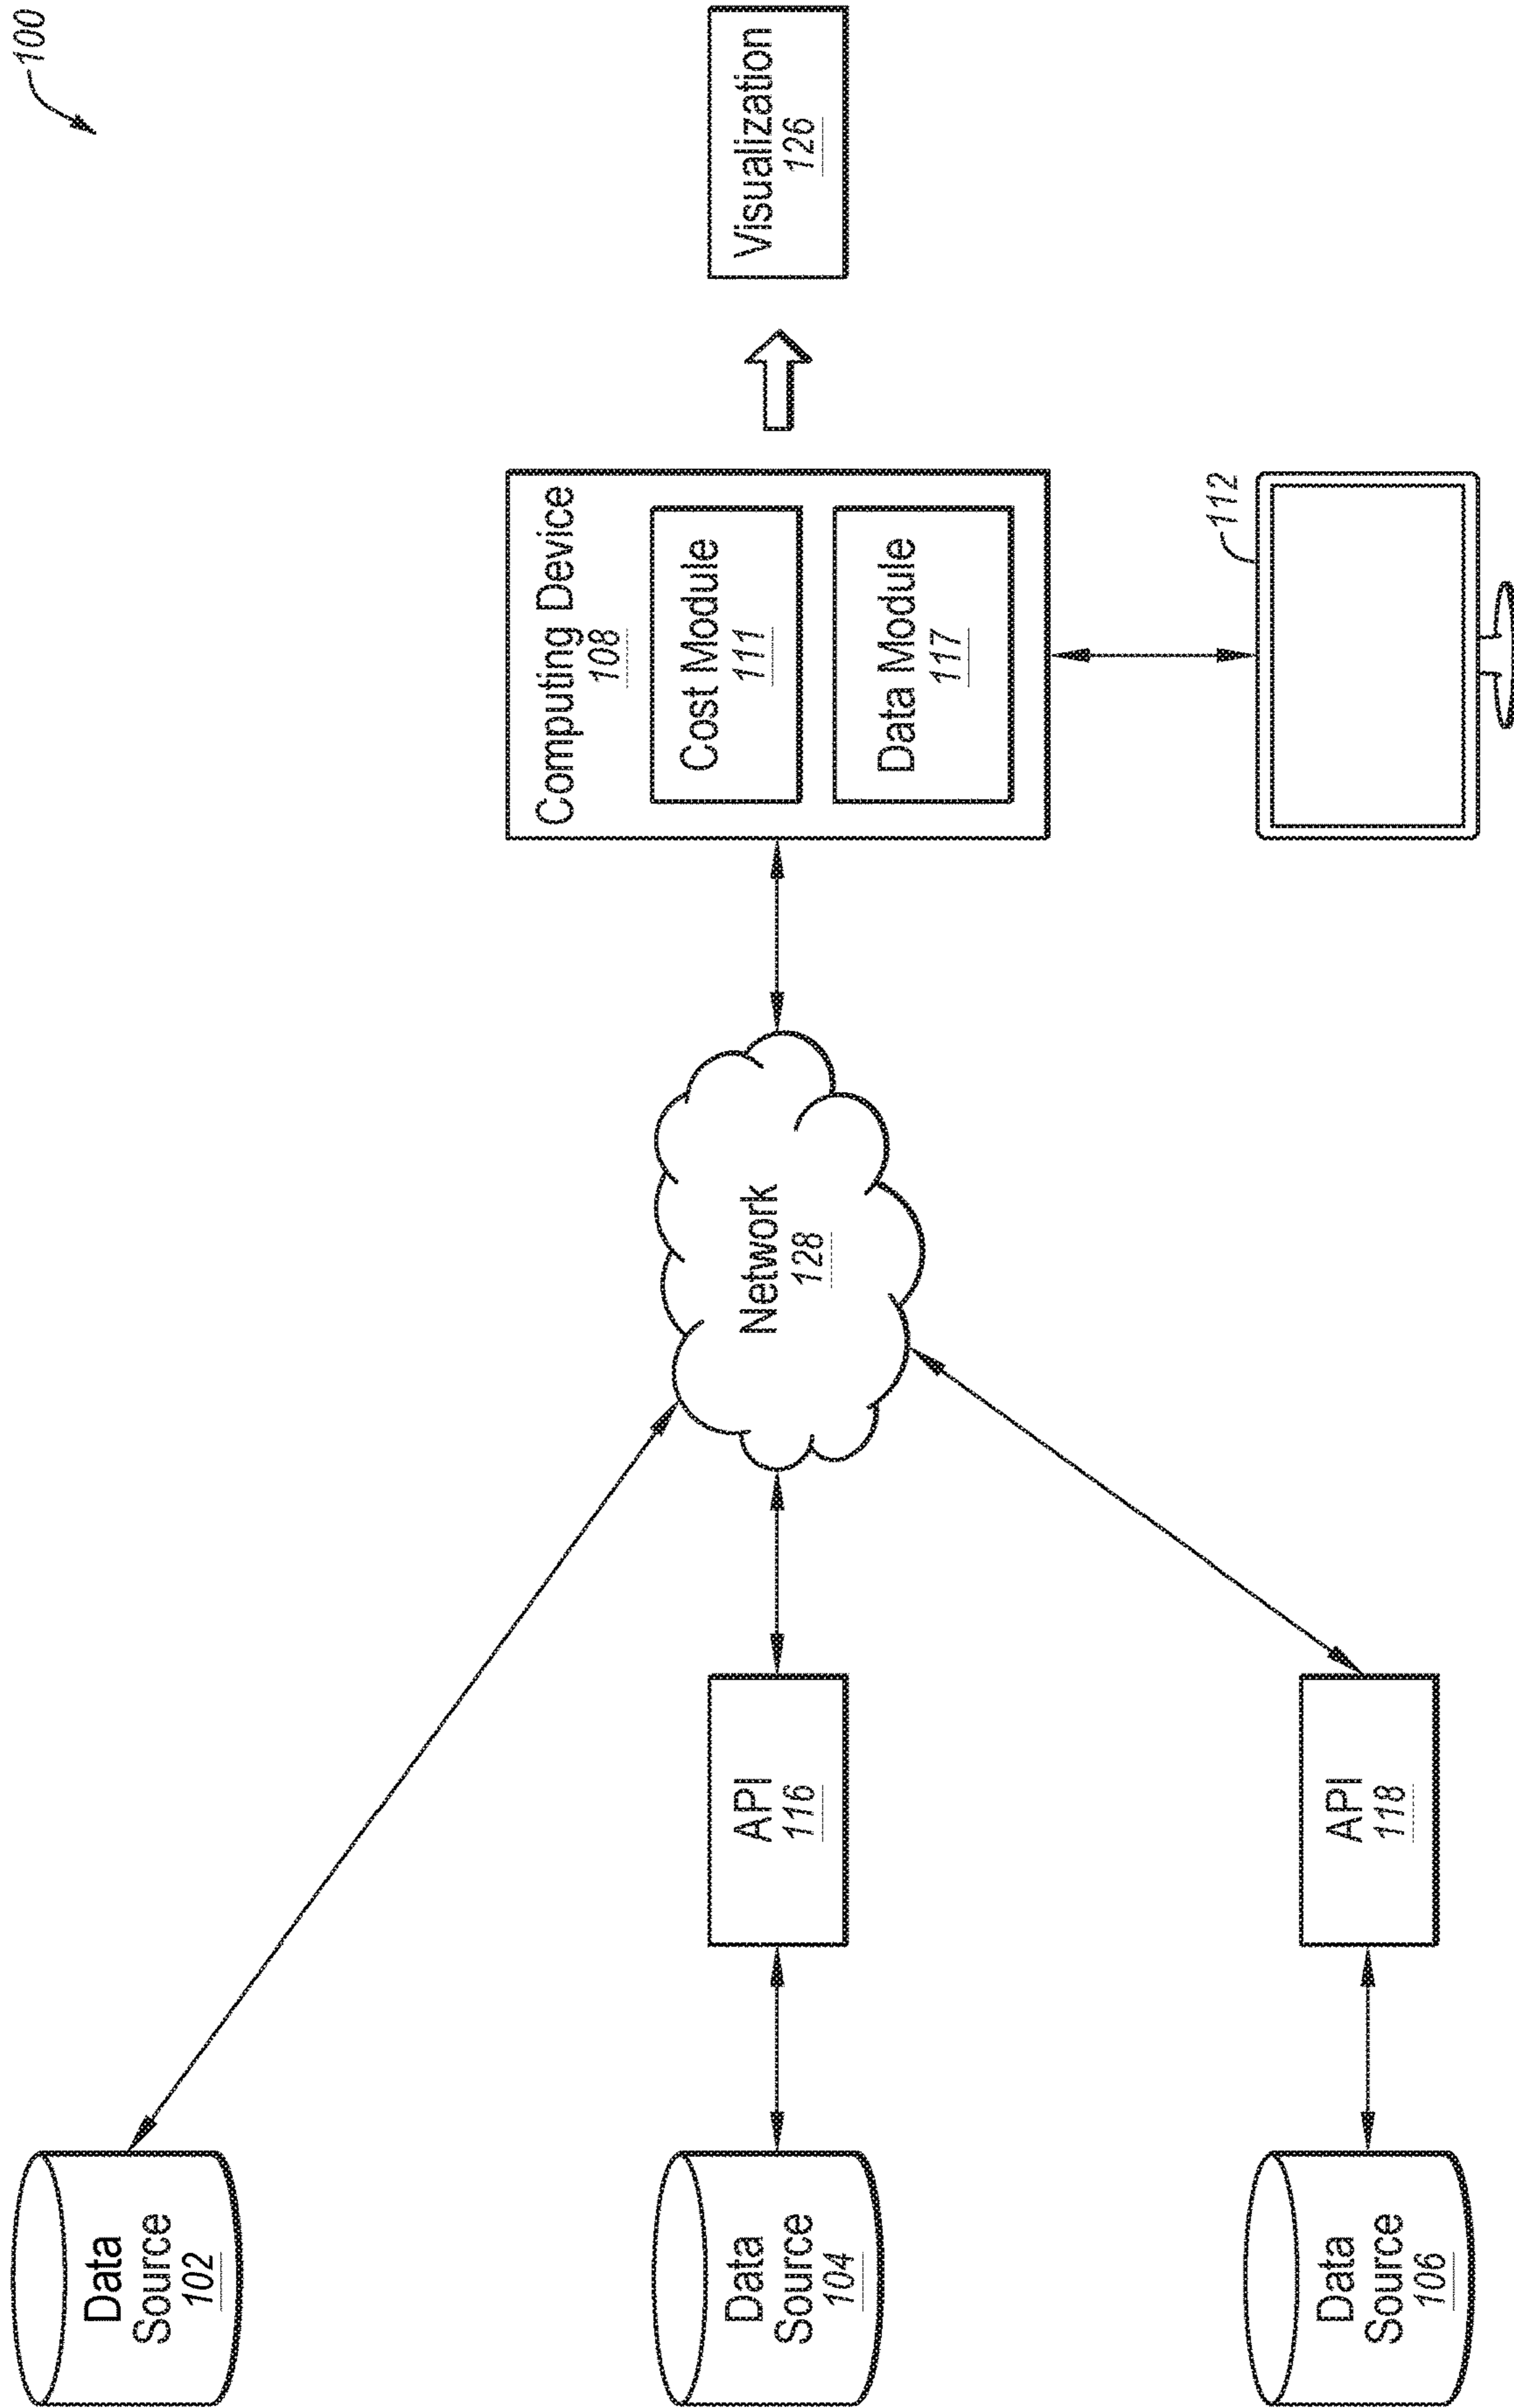 100
Data
Source
102
Data
Source
104
API
116
Data
Source
106
API
118
Network
128
Computing Device
108
Cost Module
111
Data Module
117
112
Visualization
126